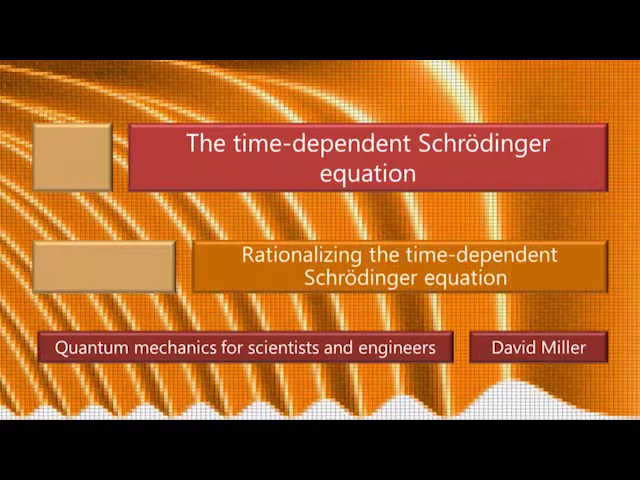 The time-dependent Schrödinger
equation
Rationalizing the time-dependent
Schrödinger equation
Quantum mechanics for scientists and engineers
David Miller